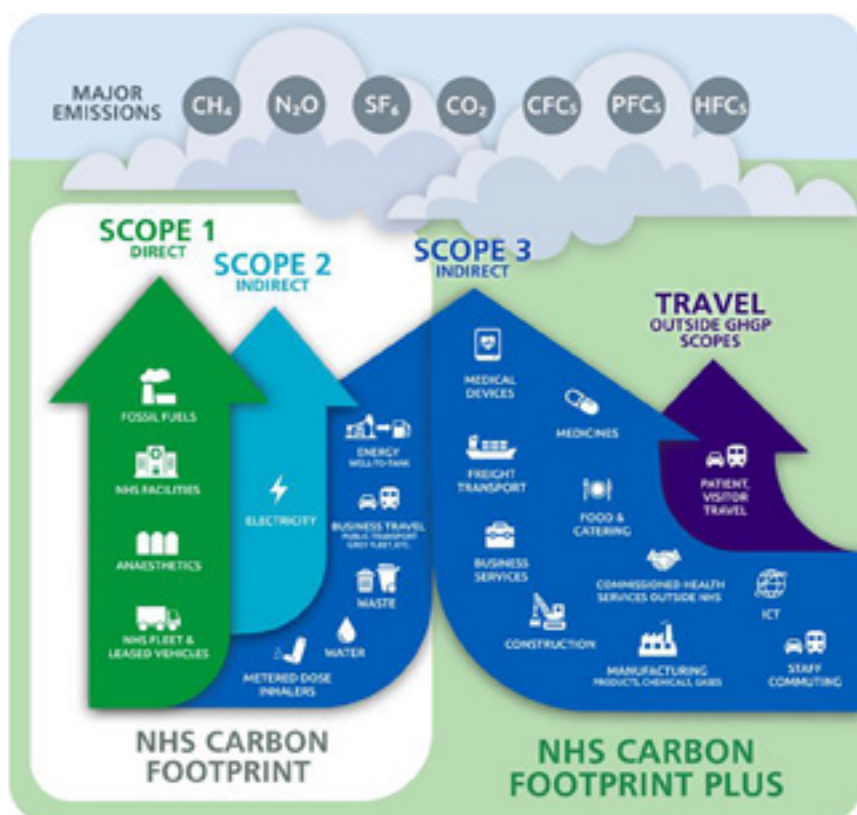 MAJOR
EMISSIONS
CH₄
N₂O
SF₆
CO₂
CFCs
PFCs
HFCs
SCOPE 1
DIRECT
SCOPE 2
INDIRECT
SCOPE 3
INDIRECT
TRAVEL
OUTSIDE GHGP
SCOPES
FOSSIL FUELS
NHS FACILITIES
ANAESTHETICS
NHS FLEET &
LEASED VEHICLES
ELECTRICITY
ENERGY
WELL-TO-TANK
BUSINESS TRAVEL
PUBLIC TRANSPORT
GREY FLEET, ETC.
WASTE
WATER
METERED DOSE
INHALERS
MEDICAL
DEVICES
MEDICINES
FREIGHT
TRANSPORT
FOOD &
CATERING
BUSINESS
SERVICES
COMMISSIONED HEALTH
SERVICES OUTSIDE NHS
CONSTRUCTION
MANUFACTURING
PRODUCTS, CHEMICALS, GASES
ICT
STAFF
COMMUTING
PATIENT,
VISITOR
TRAVEL
NHS CARBON
FOOTPRINT
NHS CARBON
FOOTPRINT PLUS